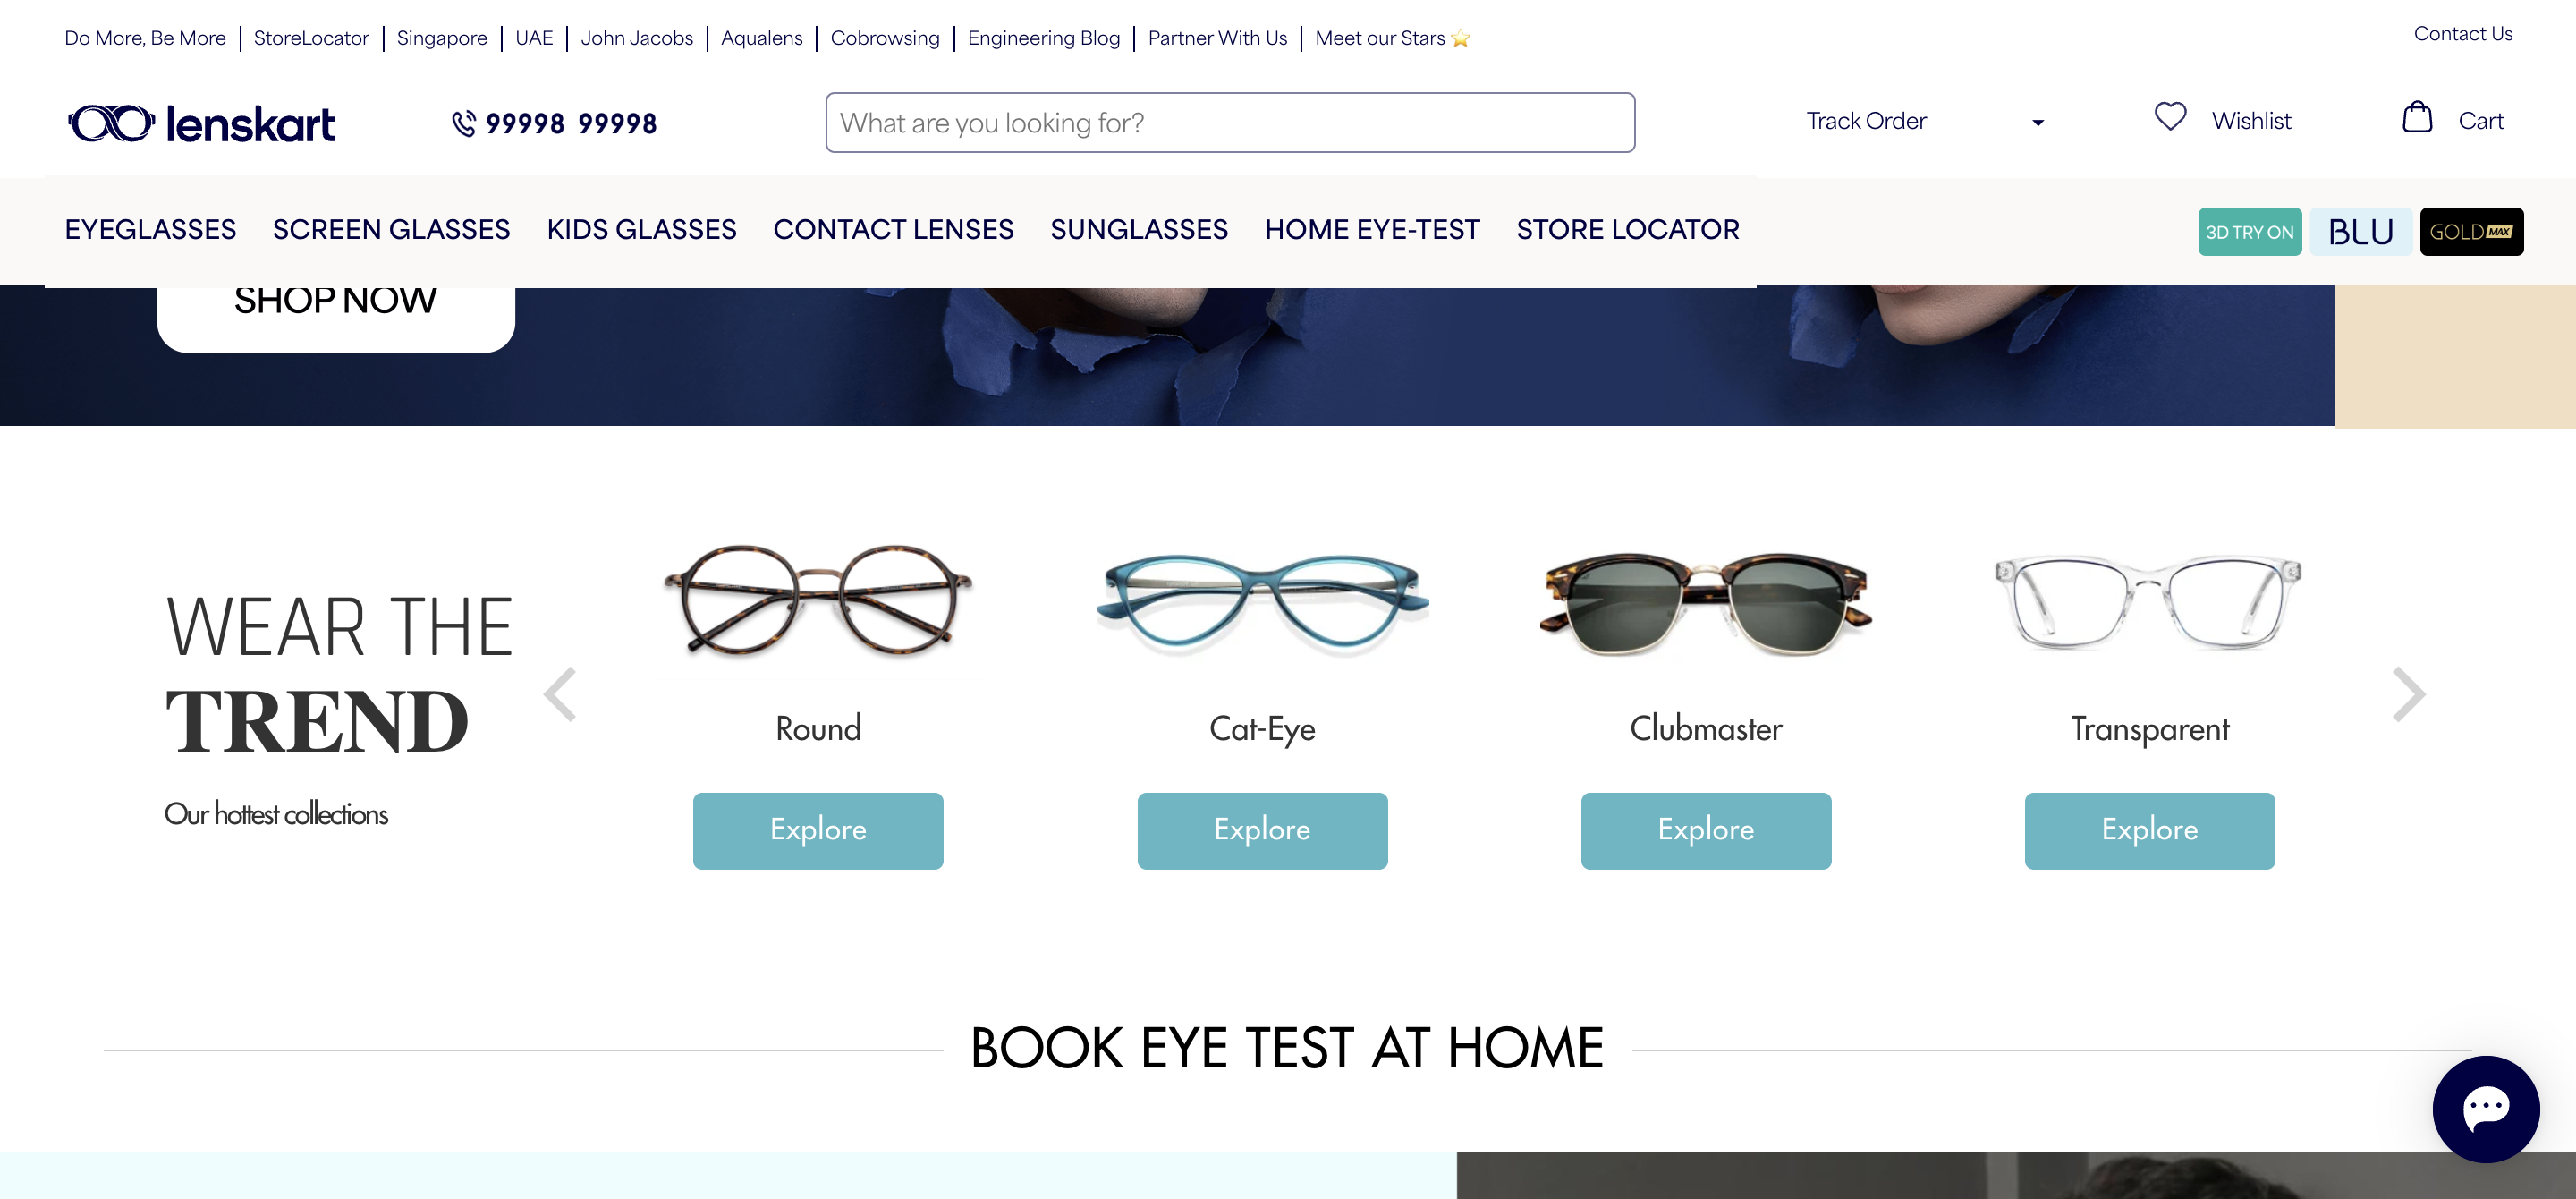 Do More, Be More | StoreLocator | Singapore | UAE | John Jacobs | Aqualens | Cobrowsing | Engineering Blog | Partner With Us | Meet our Stars ⭐
Contact Us
lenskart
99998 99998
What are you looking for?
Track Order
Wishlist
Cart
EYEGLASSES SCREEN GLASSES KIDS GLASSES CONTACT LENSES SUNGLASSES HOME EYE-TEST STORE LOCATOR
3D TRY ON
BLU
GOLD MAX
SHOP NOW
WEAR THE
TREND
Our hottest collections
Round
Cat-Eye
Clubmaster
Transparent
Explore
Explore
Explore
Explore
BOOK EYE TEST AT HOME